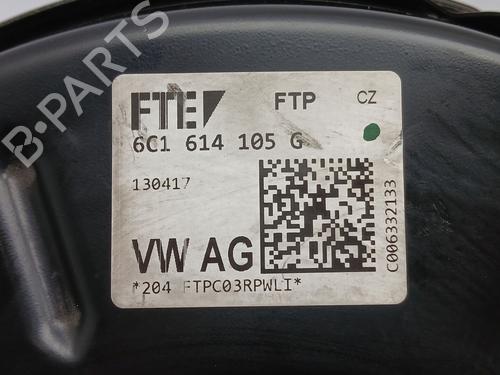 B-PARTS
FTE FTP CZ
6C1 614 105 G
130417
VW AG
C006332133
*204 FTPC03RPWLI*